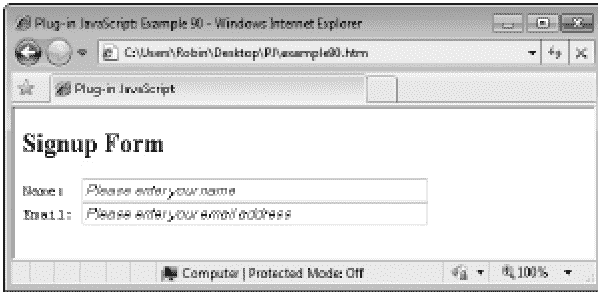 Plug-in JavaScript: Example 90 - Windows Internet Explorer
C:\Users\Robin\Desktop\PJ\example90.htm
Plug-in JavaScript
Signup Form
Name: Please enter your name
Email: Please enter your email address
Computer | Protected Mode: Off
100%